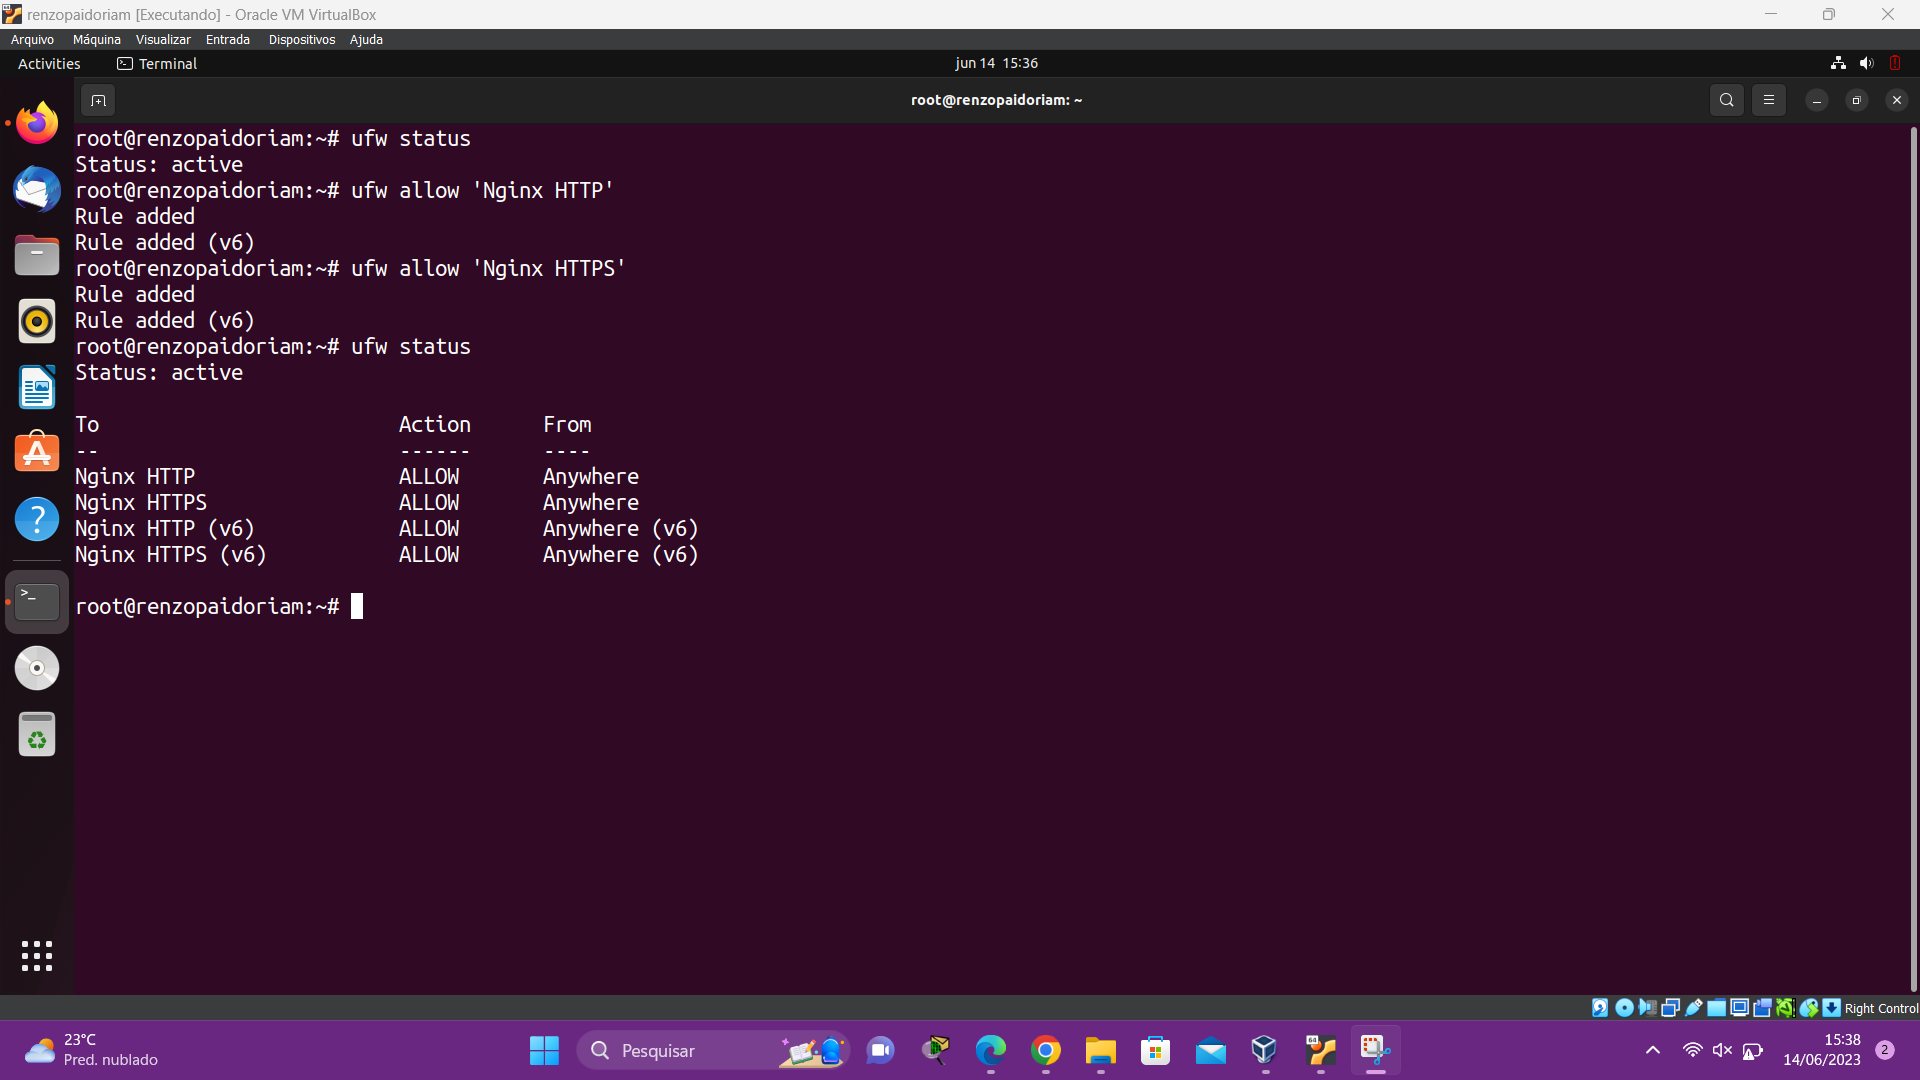 renzopaidoriam [Executando] - Oracle VM VirtualBox
Arquivo Máquina Visualizar Entrada Dispositivos Ajuda
Activities Terminal jun 14 15:36
root@renzopaidoriam: ~
root@renzopaidoriam:~# ufw status
Status: active
root@renzopaidoriam:~# ufw allow 'Nginx HTTP'
Rule added
Rule added (v6)
root@renzopaidoriam:~# ufw allow 'Nginx HTTPS'
Rule added
Rule added (v6)
root@renzopaidoriam:~# ufw status
Status: active
To Action From
-- ------ ----
Nginx HTTP ALLOW Anywhere
Nginx HTTPS ALLOW Anywhere
Nginx HTTP (v6) ALLOW Anywhere (v6)
Nginx HTTPS (v6) ALLOW Anywhere (v6)
root@renzopaidoriam:~#
Right Control
23°C
Pred. nublado
Pesquisar
64
15:38
14/06/2023
2